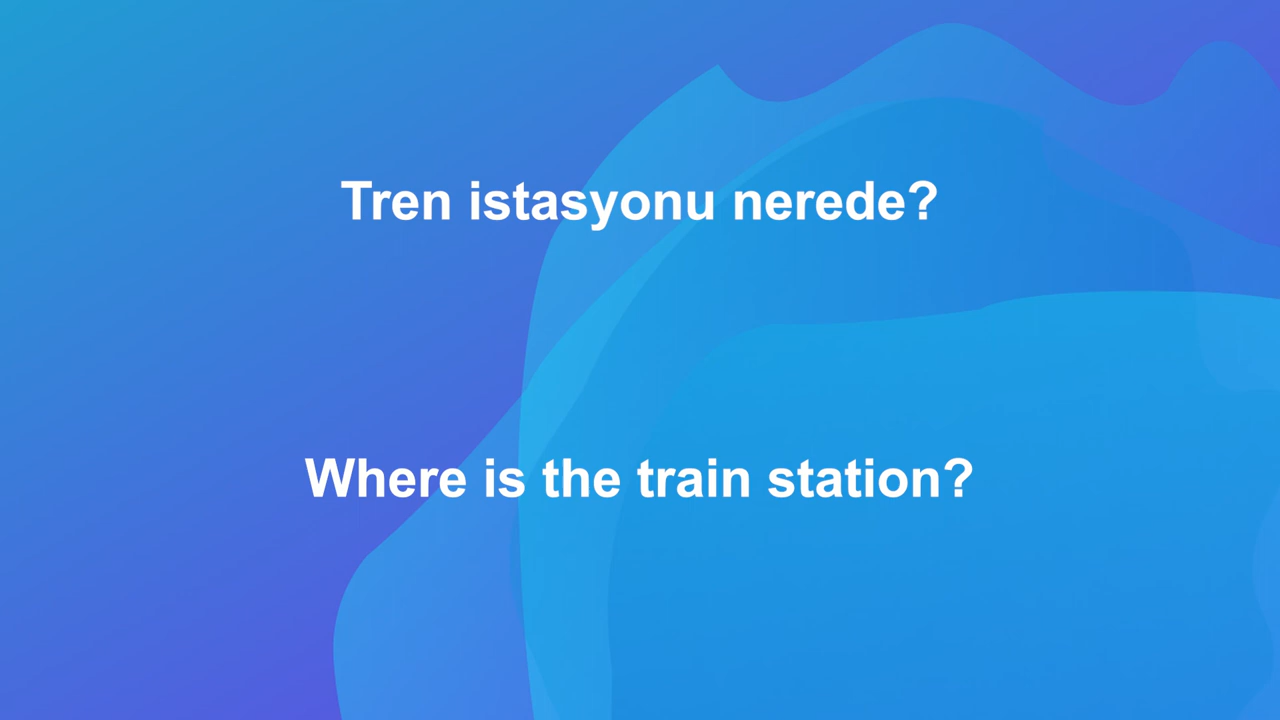 Tren istasyonu nerede?
Where is the train station?